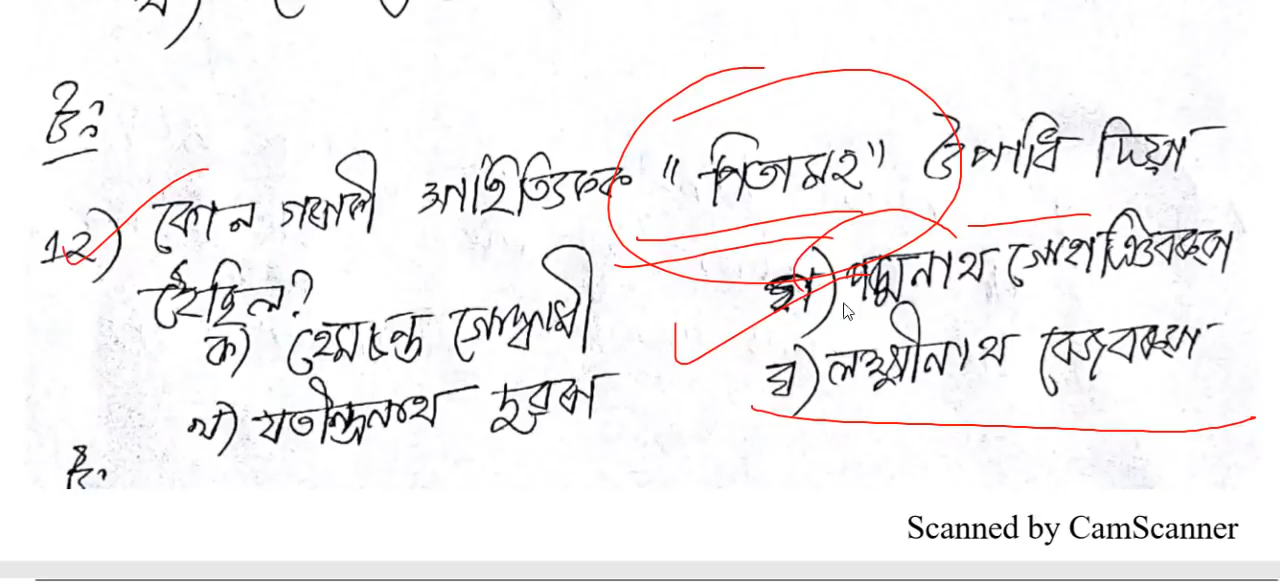 উঃ
12) কোন গৰাকী সাহিত্যিকক "পিতামহ" উপাধি দিয়া
হৈছিল?
ক) হেমচন্দ্ৰ গোস্বামী
গ) পদ্মনাথ গোহাঞিবৰুৱা
খ) যতীন্দ্ৰনাথ দুৱৰা
ঘ) লক্ষ্মীনাথ বেজবৰুৱা
উঃ
Scanned by CamScanner